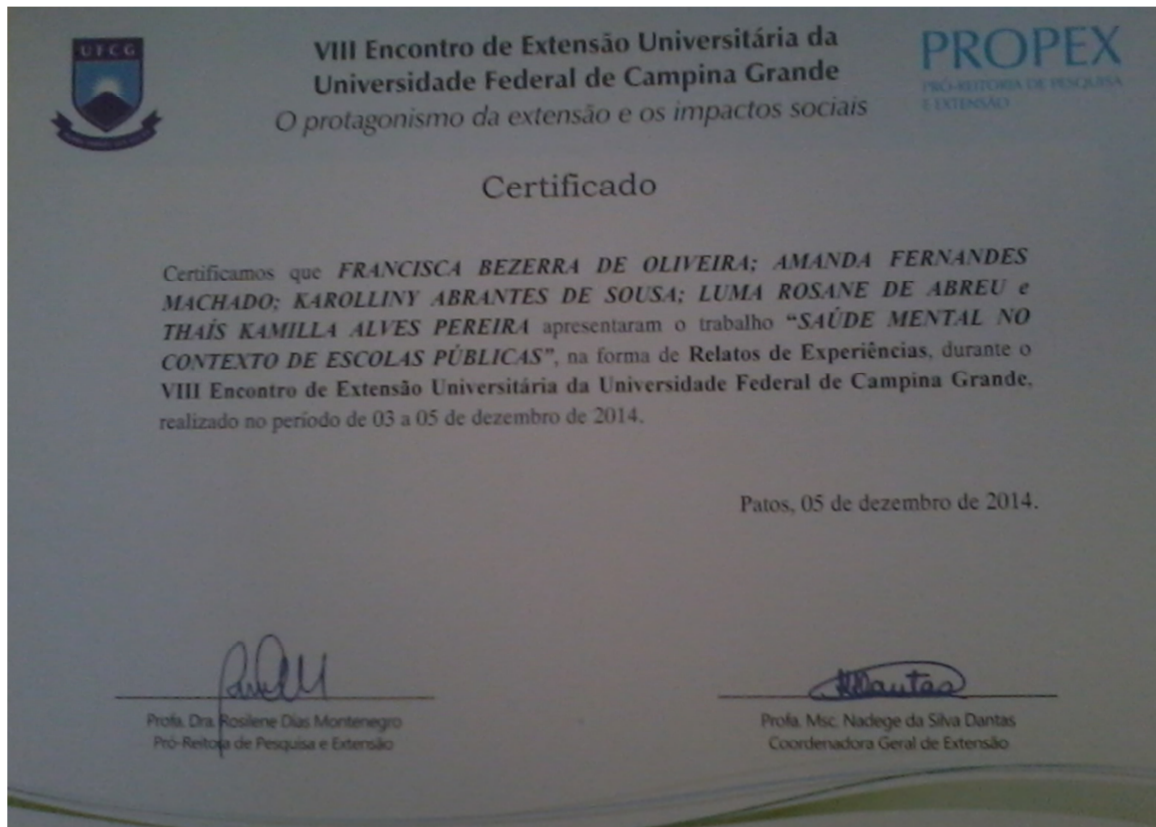 UFCG
VIII Encontro de Extensão Universitária da
Universidade Federal de Campina Grande
O protagonismo da extensão e os impactos sociais
PROPEX
PRÓ-REITORIA DE PESQUISA
E EXTENSÃO
Certificado
Certificamos que FRANCISCA BEZERRA DE OLIVEIRA; AMANDA FERNANDES
MACHADO; KAROLLINY ABRANTES DE SOUSA; LUMA ROSANE DE ABREU e
THAÍS KAMILLA ALVES PEREIRA apresentaram o trabalho “SAÚDE MENTAL NO
CONTEXTO DE ESCOLAS PÚBLICAS”, na forma de Relatos de Experiências, durante o
VIII Encontro de Extensão Universitária da Universidade Federal de Campina Grande,
realizado no período de 03 a 05 de dezembro de 2014.
Patos, 05 de dezembro de 2014.
Dantas
Profa. Dra. Rosilene Dias Montenegro
Pró-Reitora de Pesquisa e Extensão
Profa. Msc. Nadege da Silva Dantas
Coordenadora Geral de Extensão